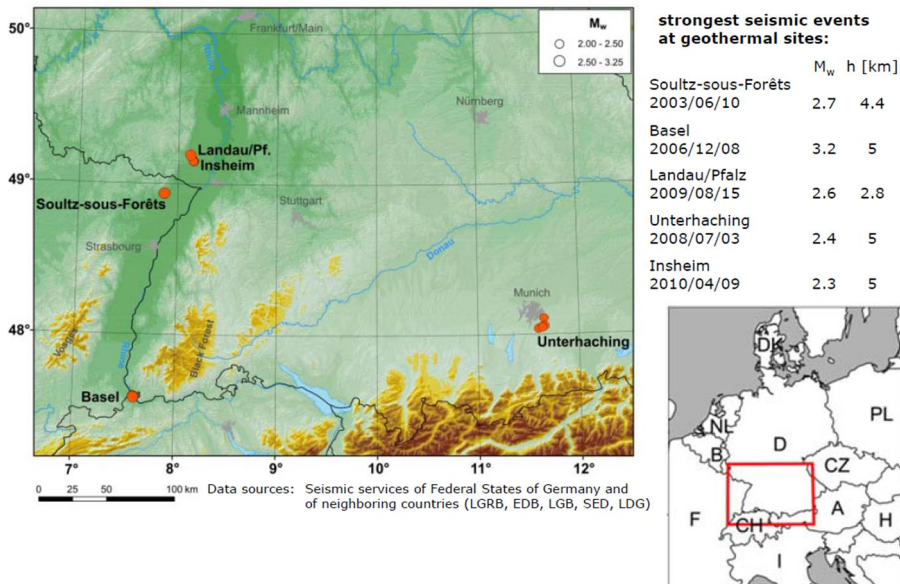 50°
49°
48°
7°
8°
9°
10°
11°
12°
Frankfurt/Main
Mannheim
Nürnberg
Landau/Pf.
Insheim
Soultz-sous-Forêts
Stuttgart
Strasbourg
Donau
Munich
Unterhaching
Vosges
Black Forest
Rhine
Rhine
Basel
M_w
2.00 - 2.50
2.50 - 3.25
0 25 50 100 km
Data sources: Seismic services of Federal States of Germany and
of neighboring countries (LGRB, EDB, LGB, SED, LDG)
strongest seismic events
at geothermal sites:
M_w h [km]
Soultz-sous-Forêts
2003/06/10 2.7 4.4
Basel
2006/12/08 3.2 5
Landau/Pfalz
2009/08/15 2.6 2.8
Unterhaching
2008/07/03 2.4 5
Insheim
2010/04/09 2.3 5
DK
NL
PL
B
D
CZ
F
A
CH
H
I